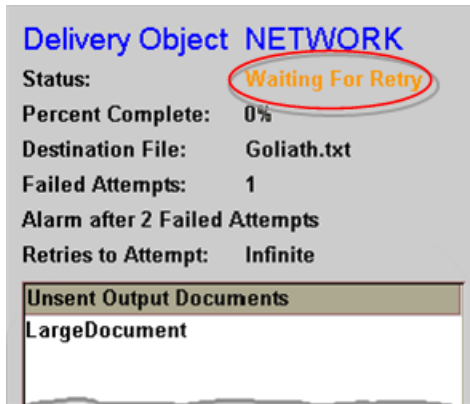 Delivery Object NETWORK
Status: Waiting For Retry
Percent Complete: 0%
Destination File: Goliath.txt
Failed Attempts: 1
Alarm after 2 Failed Attempts
Retries to Attempt: Infinite
Unsent Output Documents
LargeDocument